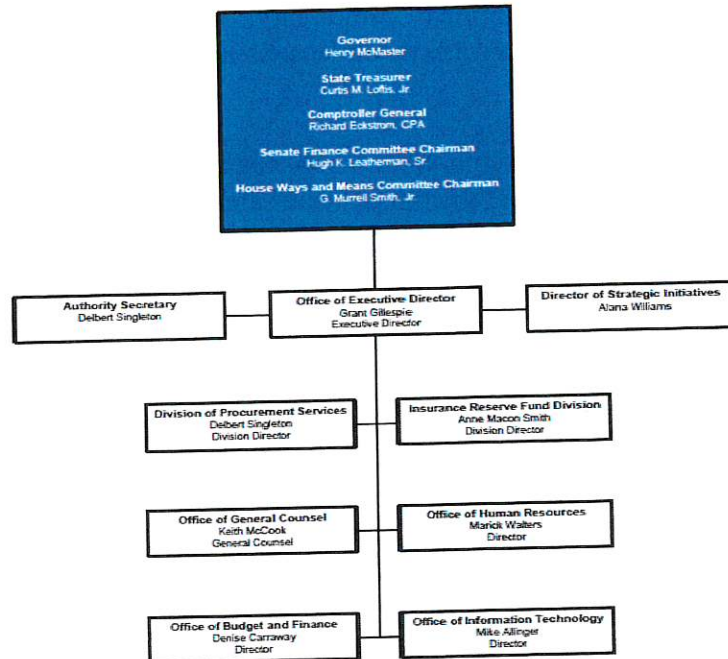 Governor
Henry McMaster
State Treasurer
Curtis M. Loftis, Jr.
Comptroller General
Richard Eckstrom, CPA
Senate Finance Committee Chairman
Hugh K. Leatherman, Sr.
House Ways and Means Committee Chairman
G. Murrell Smith, Jr.
Authority Secretary
Delbert Singleton
Office of Executive Director
Grant Gillespie
Executive Director
Director of Strategic Initiatives
Alana Williams
Division of Procurement Services
Delbert Singleton
Division Director
Insurance Reserve Fund Division
Anne Macon Smith
Division Director
Office of General Counsel
Keith McCook
General Counsel
Office of Human Resources
Marick Walters
Director
Office of Budget and Finance
Denise Carraway
Director
Office of Information Technology
Mike Allinger
Director